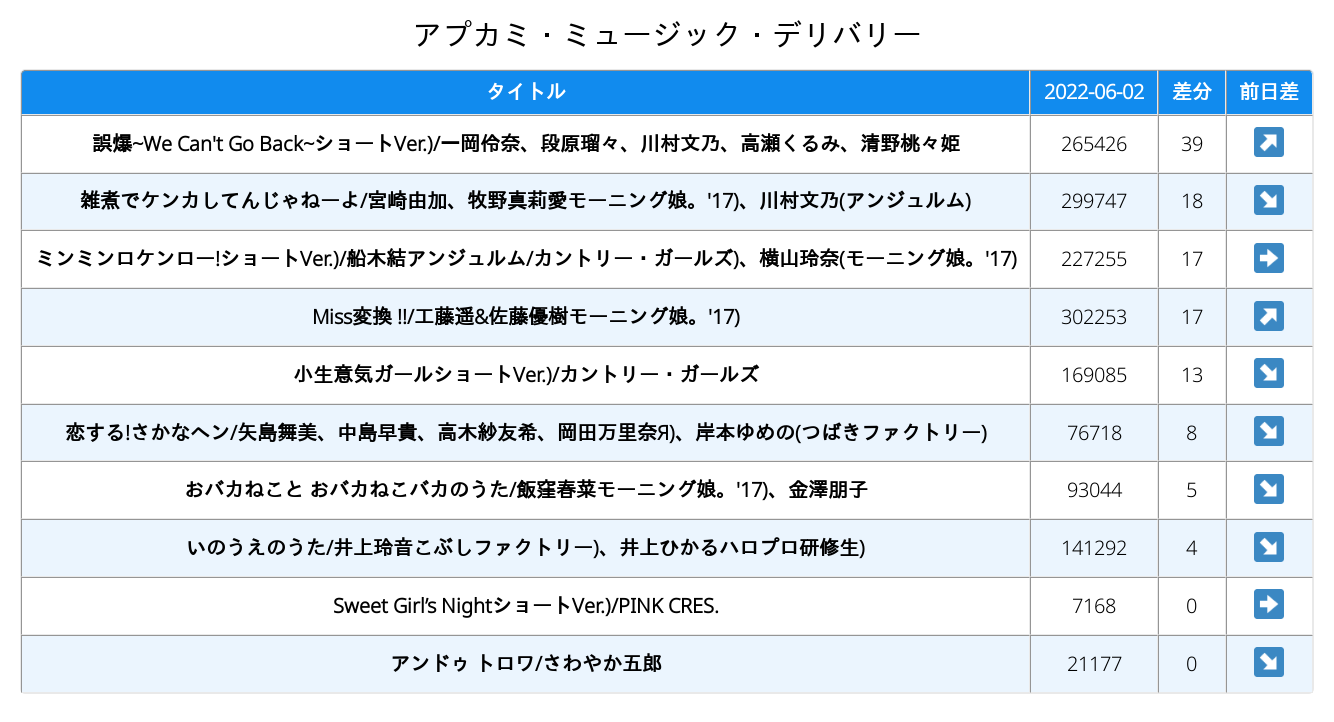 アプカミ・ミュージック・デリバリー
タイトル 2022-06-02 差分 前日差
誤爆~We Can't Go Back~ショートVer.)/一岡伶奈、段原瑠々、川村文乃、高瀬くるみ、清野桃々姫 265426 39 ↗
雑煮でケンカしてんじゃねーよ/宮崎由加、牧野真莉愛モーニング娘。'17)、川村文乃(アンジュルム) 299747 18 ↘
ミンミンロケンロー!ショートVer.)/船木結アンジュルム/カントリー・ガールズ)、横山玲奈(モーニング娘。'17) 227255 17 ➡
Miss変換 !!/工藤遥&佐藤優樹モーニング娘。'17) 302253 17 ↗
小生意気ガールショートVer.)/カントリー・ガールズ 169085 13 ↘
恋する!さかなヘン/矢島舞美、中島早貴、高木紗友希、岡田万里奈Я)、岸本ゆめの(つばきファクトリー) 76718 8 ↘
おバカねこと おバカねこバカのうた/飯窪春菜モーニング娘。'17)、金澤朋子 93044 5 ↘
いのうえのうた/井上玲音こぶしファクトリー)、井上ひかるハロプロ研修生) 141292 4 ↘
Sweet Girl’s NightショートVer.)/PINK CRES. 7168 0 ➡
アンドゥ トロワ/さわやか五郎 21177 0 ↘